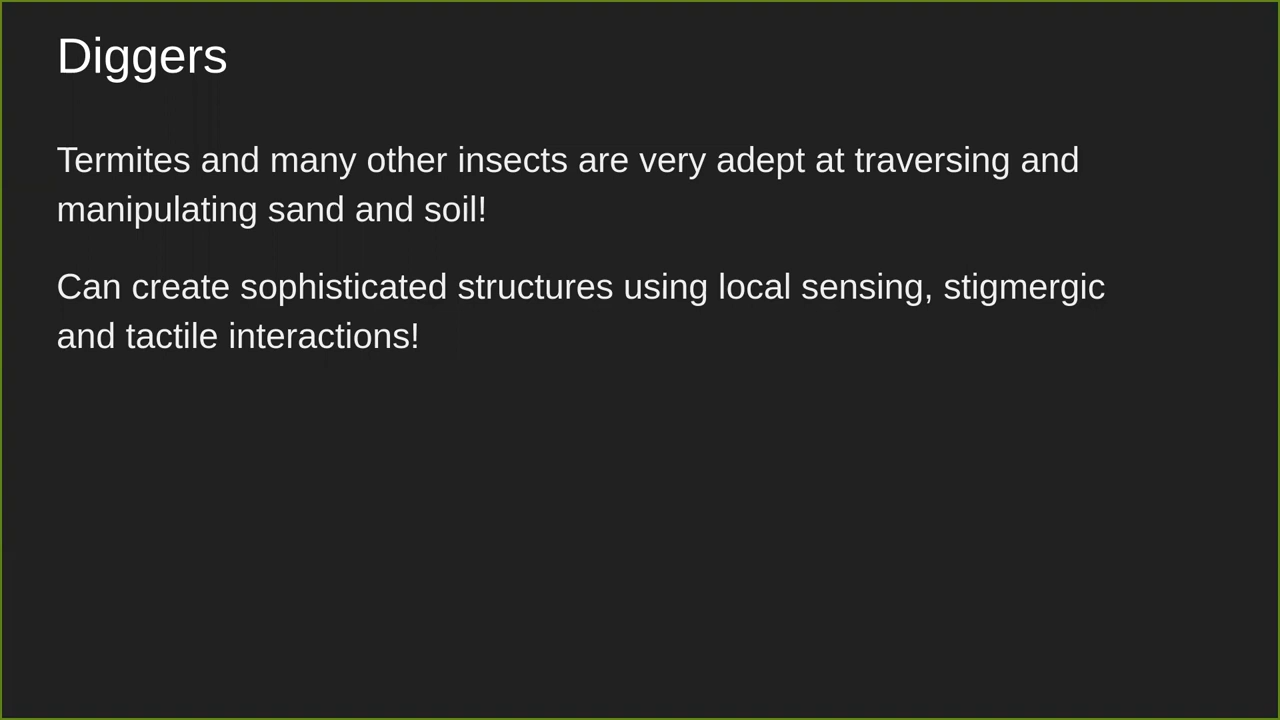 Diggers
Termites and many other insects are very adept at traversing and
manipulating sand and soil!
Can create sophisticated structures using local sensing, stigmergic
and tactile interactions!